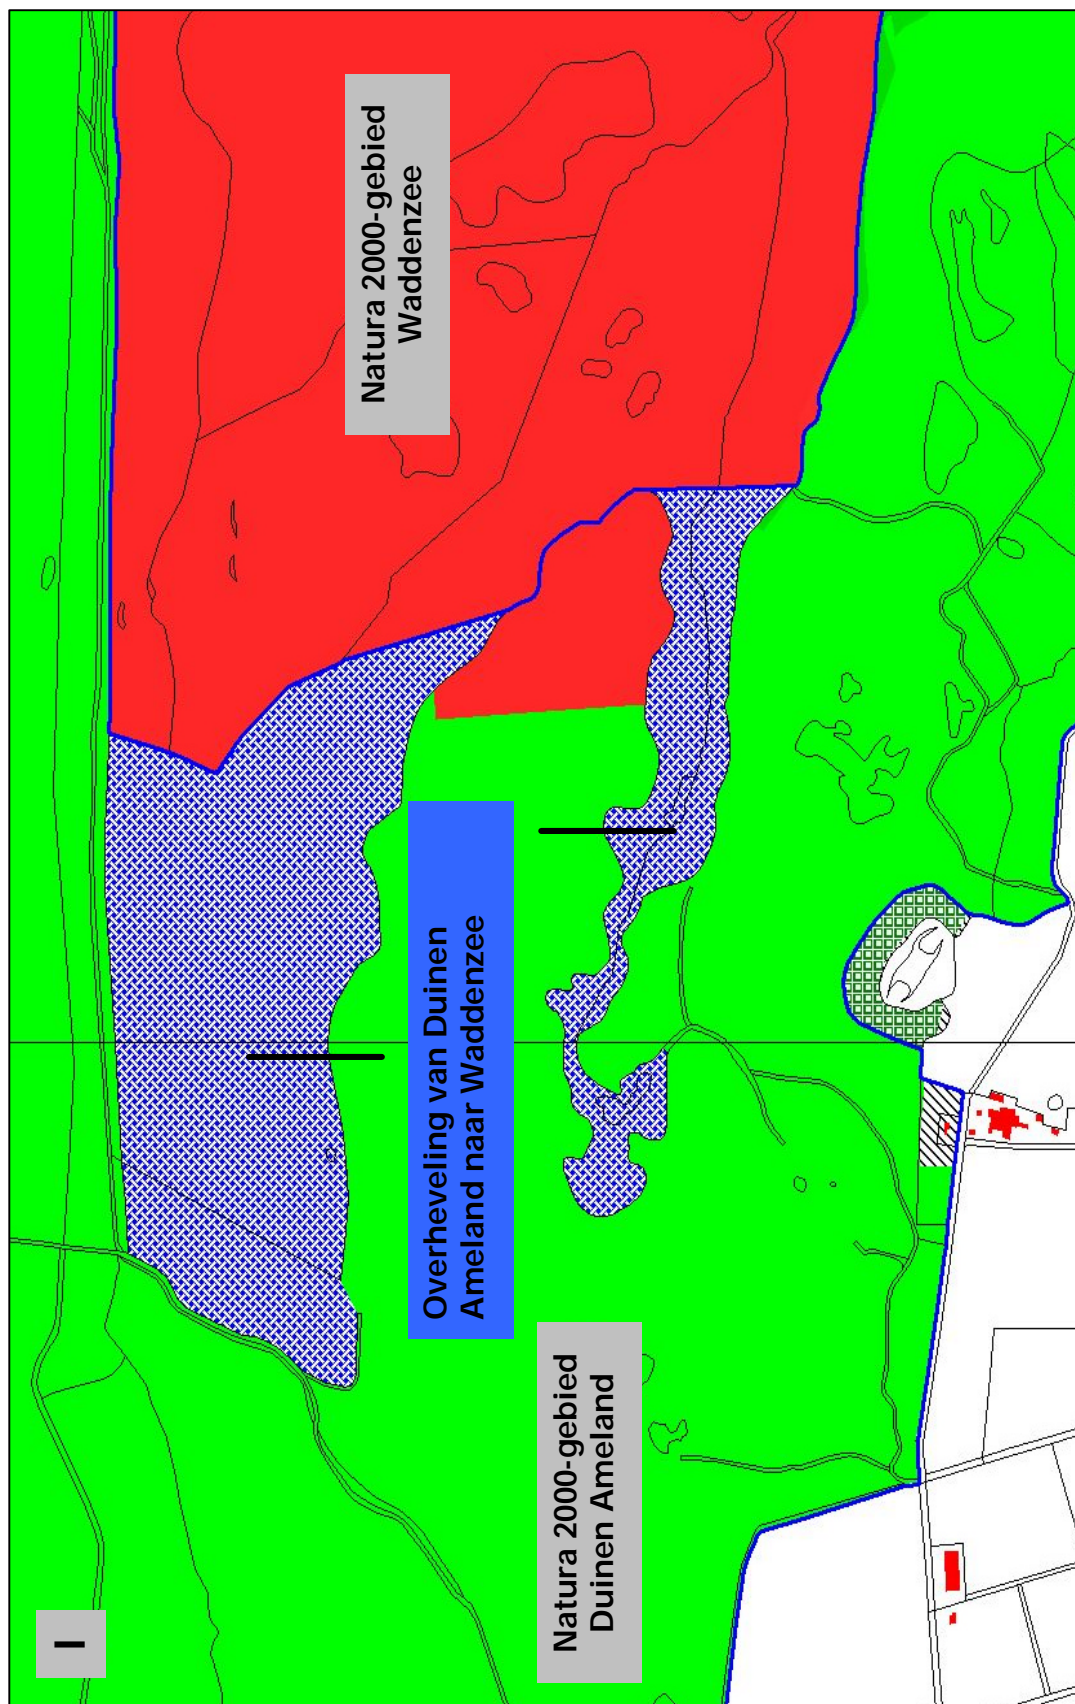 I
Natura 2000-gebied
Waddenzee
Overheveling van Duinen
Ameland naar Waddenzee
Natura 2000-gebied
Duinen Ameland